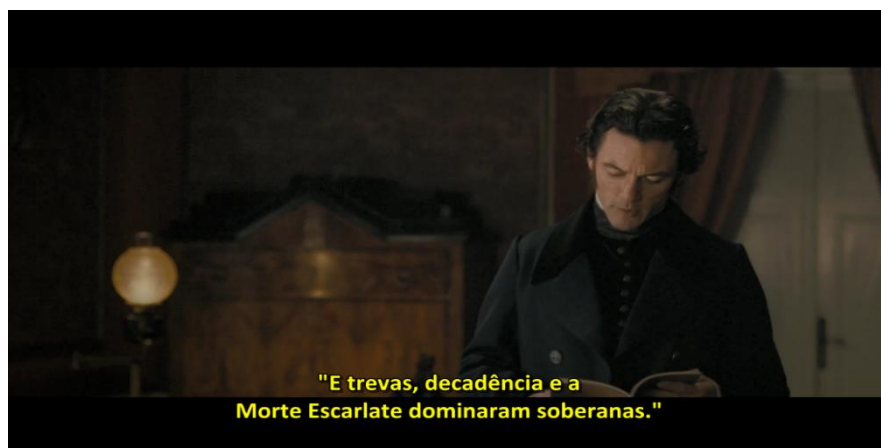 "E trevas, decadência e a
Morte Escarlate dominaram soberanas."